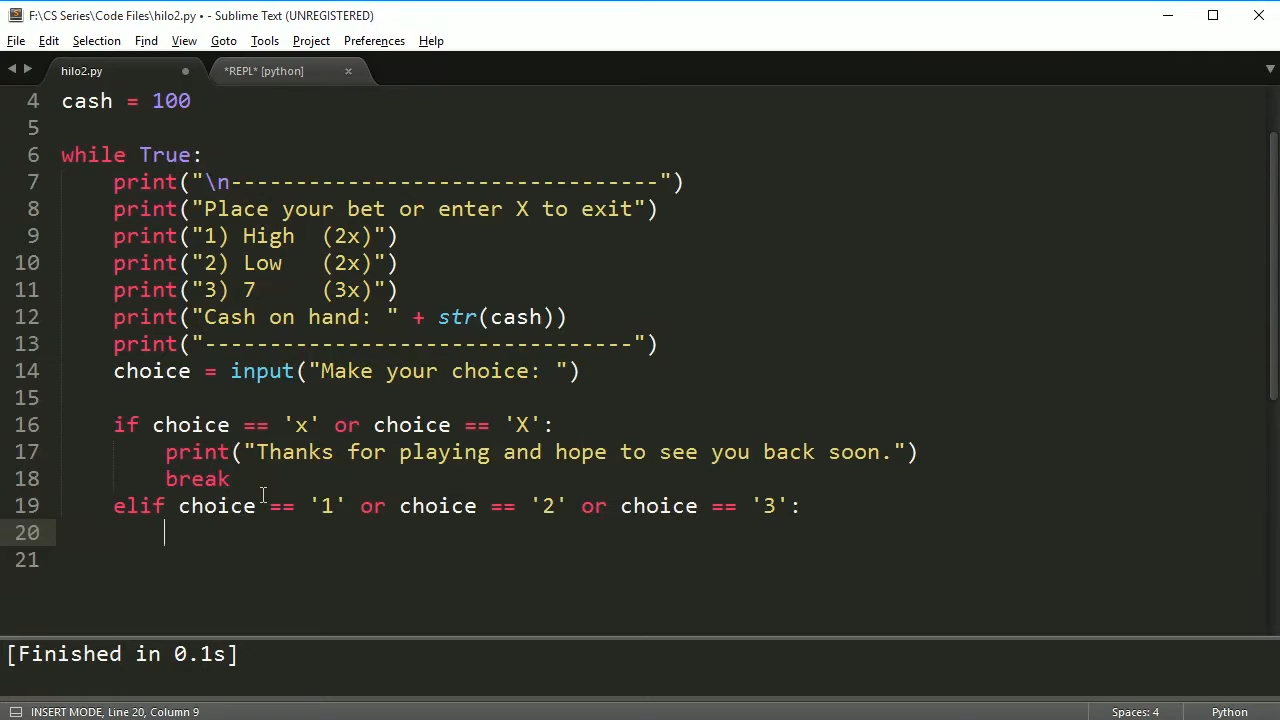 F:\CS Series\Code Files\hilo2.py • - Sublime Text (UNREGISTERED)
File Edit Selection Find View Goto Tools Project Preferences Help
hilo2.py *REPL* [python]
4 cash = 100
5
6 while True:
7 print("\n---------------------------------")
8 print("Place your bet or enter X to exit")
9 print("1) High  (2x)")
10 print("2) Low   (2x)")
11 print("3) 7     (3x)")
12 print("Cash on hand: " + str(cash))
13 print("---------------------------------")
14 choice = input("Make your choice: ")
15
16 if choice == 'x' or choice == 'X':
17 print("Thanks for playing and hope to see you back soon.")
18 break
19 elif choice == '1' or choice == '2' or choice == '3':
20
21
[Finished in 0.1s]
INSERT MODE, Line 20, Column 9 Spaces: 4 Python